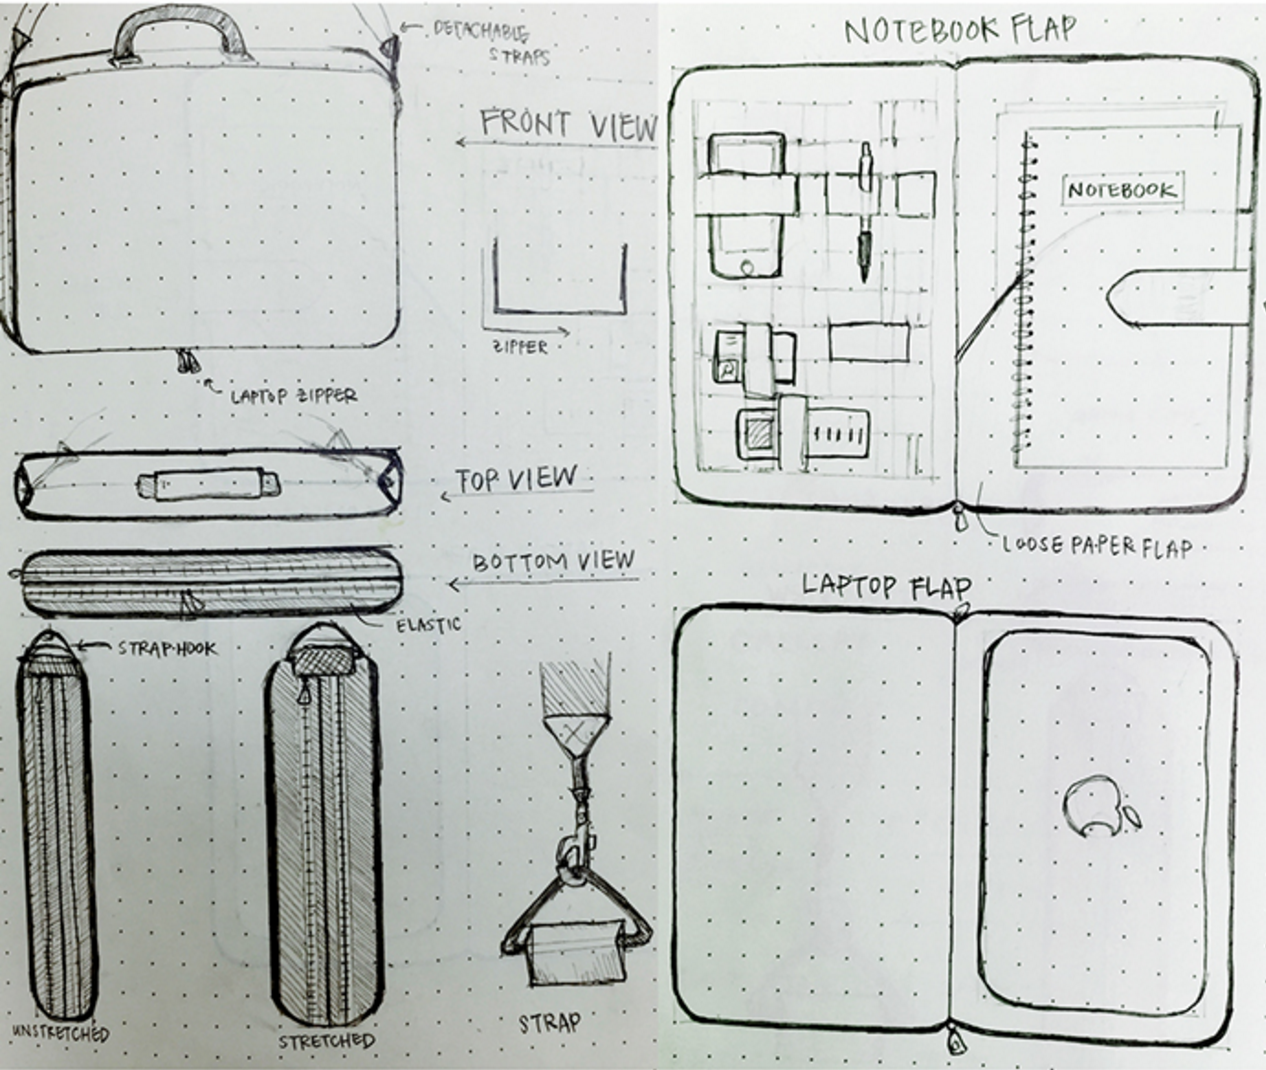 DETACHABLE
STRAPS
FRONT VIEW
ZIPPER
LAPTOP ZIPPER
TOP VIEW
BOTTOM VIEW
ELASTIC
STRAP-HOOK
UNSTRETCHED
STRETCHED
STRAP
NOTEBOOK FLAP
NOTEBOOK
LOOSE PAPER FLAP
LAPTOP FLAP